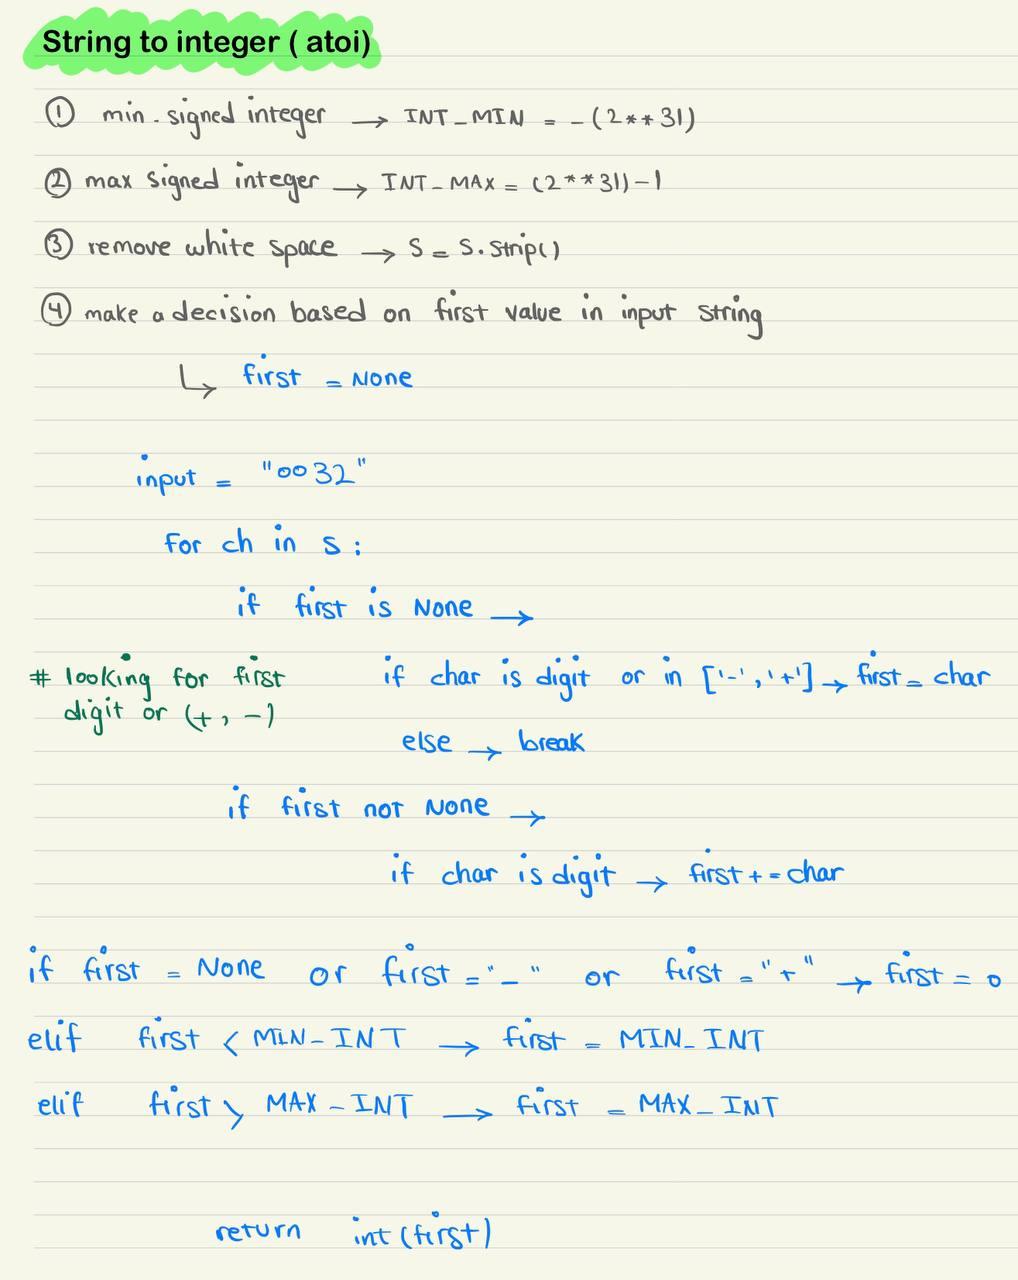 String to integer ( atoi)
① min. signed integer → INT_MIN = -(2**31)
② max signed integer → INT_MAX = (2**31)-1
③ remove white space → S = S.strip()
④ make a decision based on first value in input string
↳ first = None
input = "0032"
for ch in s :
if first is None →
# looking for first
digit or (+, -)
if char is digit or in ['-','+'] → first = char
else → break
if first not None →
if char is digit → first += char
if first = None or first = "-" or first = "+" → first = 0
elif first < MIN_INT → first = MIN_INT
elif first > MAX_INT → first = MAX_INT
return int(first)